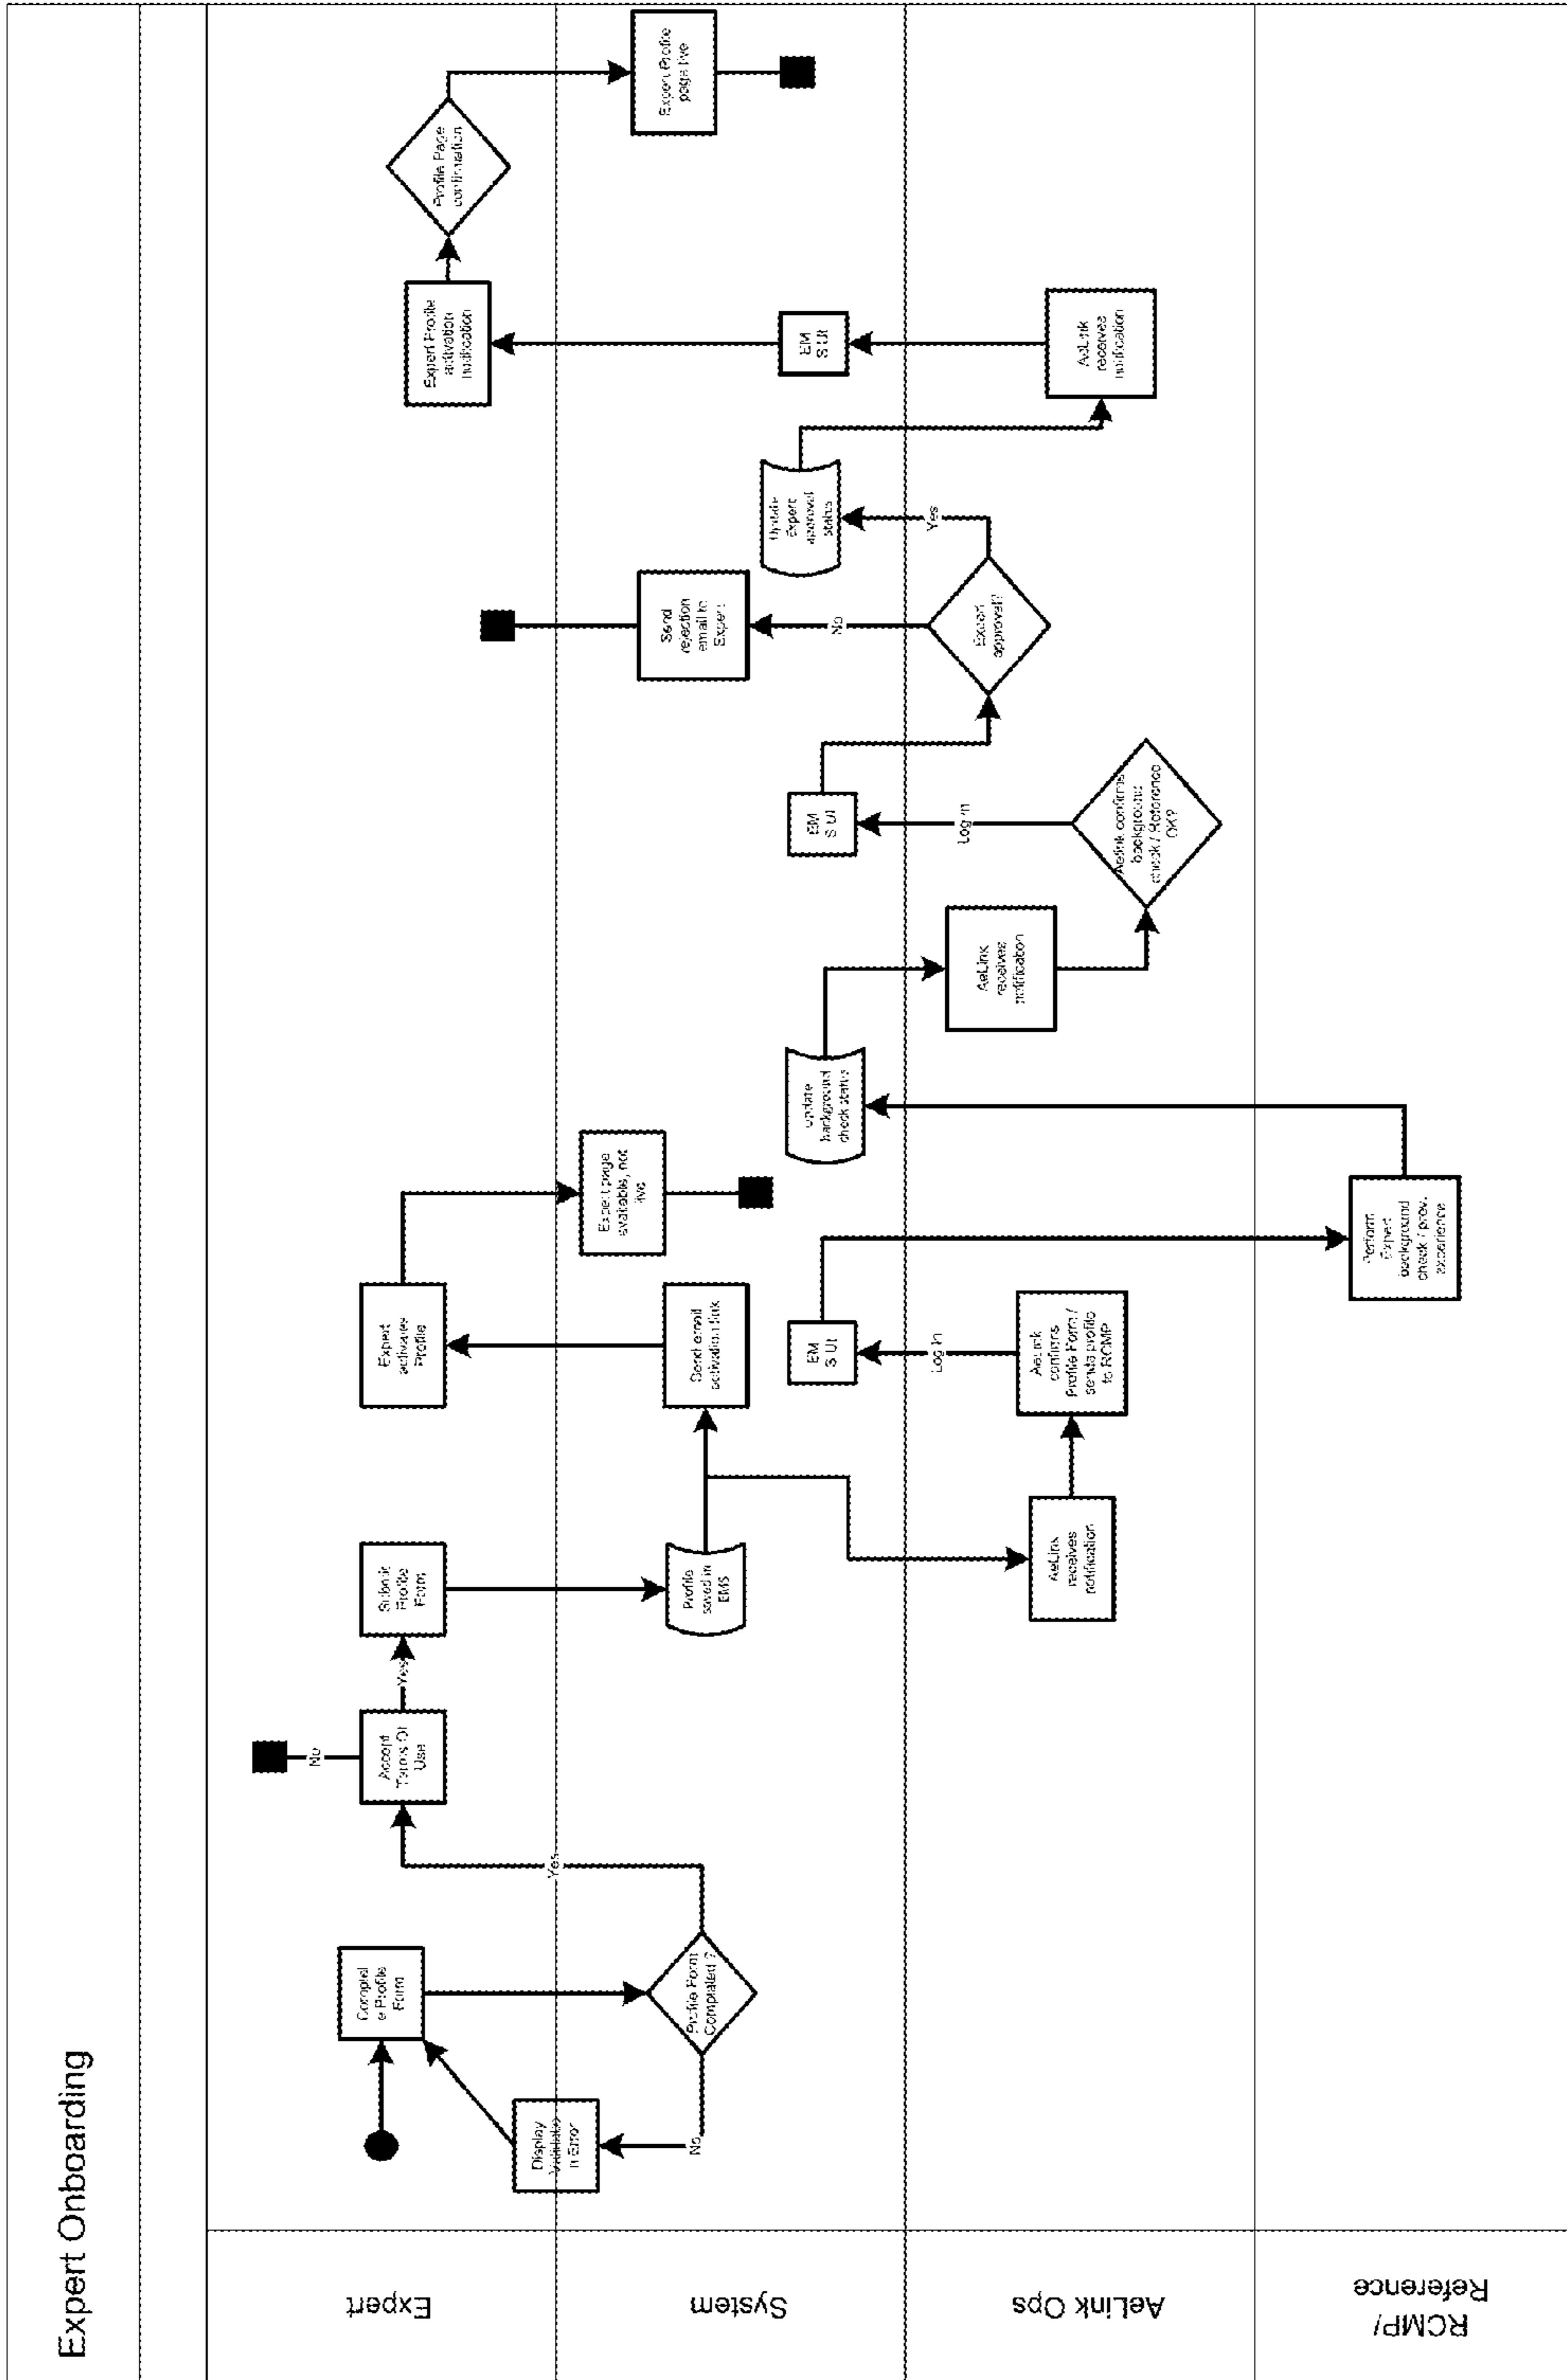 Expert Onboarding
Expert
System
AeLink Ops
RCMP/
Reference
Complet
e Profile
Form
Display
Validatio
n Error
No
Profile Form
Completed ?
Yes
Accept
Terms Of
Use
No
Yes
Submit
Profile
Form
Profile
saved in
EMS
Send email
activation link
Expert
activates
Profile
Expert page
available, not
live
AeLink
receives
notification
AeLink
confirms
Profile Form /
sends profile
to RCMP
Log In
EM
S UI
Perform
Expert
background
check / prev.
experience
update
background
check status
AeLink
receives
notification
Aelink confirms
background
check / Reference
OK?
Log In
EM
S UI
Expert
approval?
No
Send
rejection
email to
Expert
Yes
Update
Expert
approval
status
AeLink
receives
notification
EM
S UI
Expert Profile
activation
notification
Profile Page
confirmation
Expert Profile
page live